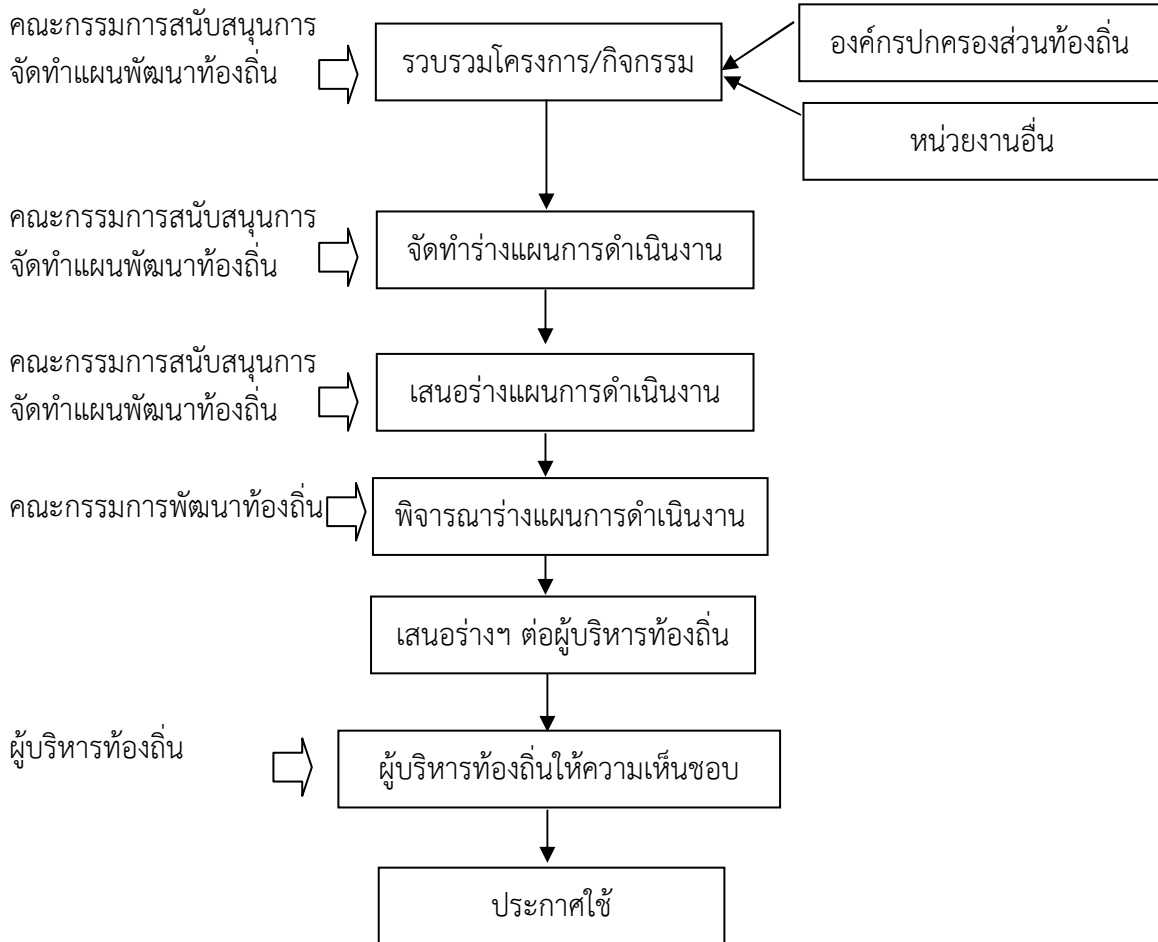 คณะกรรมการสนับสนุนการ
จัดทำแผนพัฒนาท้องถิ่น
รวบรวมโครงการ/กิจกรรม
องค์กรปกครองส่วนท้องถิ่น
หน่วยงานอื่น
คณะกรรมการสนับสนุนการ
จัดทำแผนพัฒนาท้องถิ่น
จัดทำร่างแผนการดำเนินงาน
คณะกรรมการสนับสนุนการ
จัดทำแผนพัฒนาท้องถิ่น
เสนอร่างแผนการดำเนินงาน
คณะกรรมการพัฒนาท้องถิ่น
พิจารณาร่างแผนการดำเนินงาน
เสนอร่างฯ ต่อผู้บริหารท้องถิ่น
ผู้บริหารท้องถิ่น
ผู้บริหารท้องถิ่นให้ความเห็นชอบ
ประกาศใช้